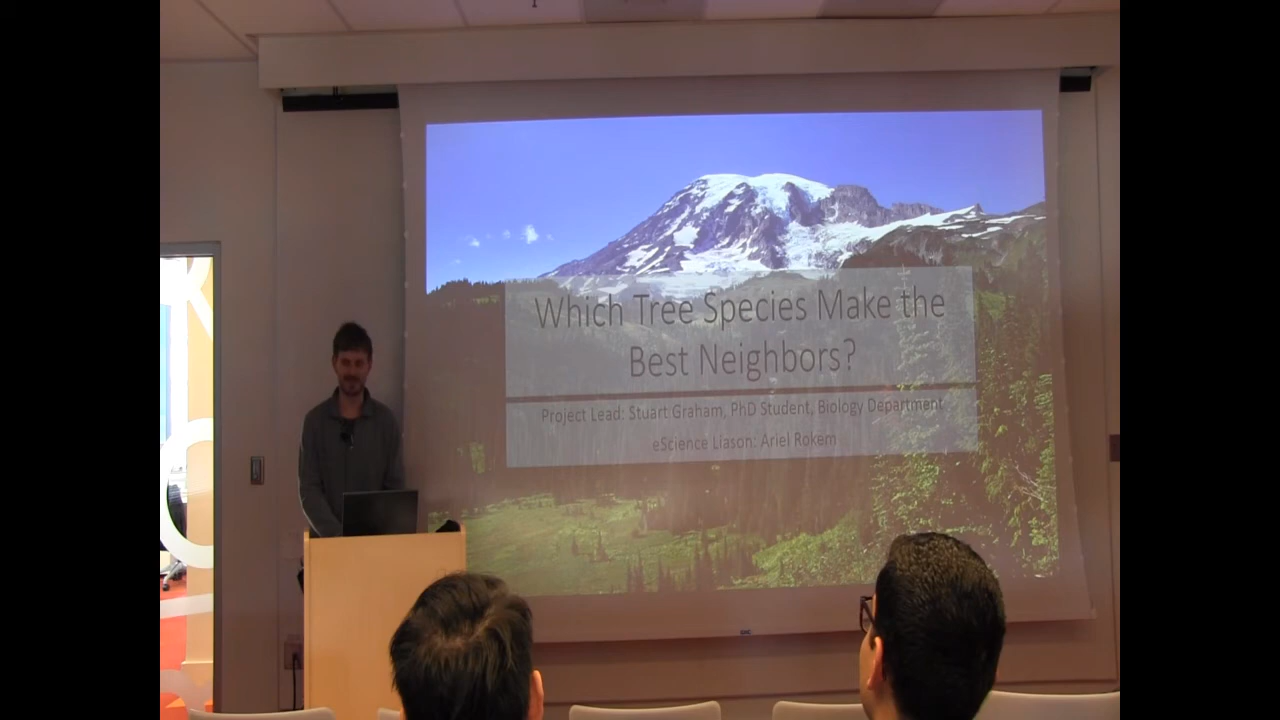 Which Tree Species Make the
Best Neighbors?
Project Lead: Stuart Graham, PhD Student, Biology Department
eScience Liason: Ariel Rokem